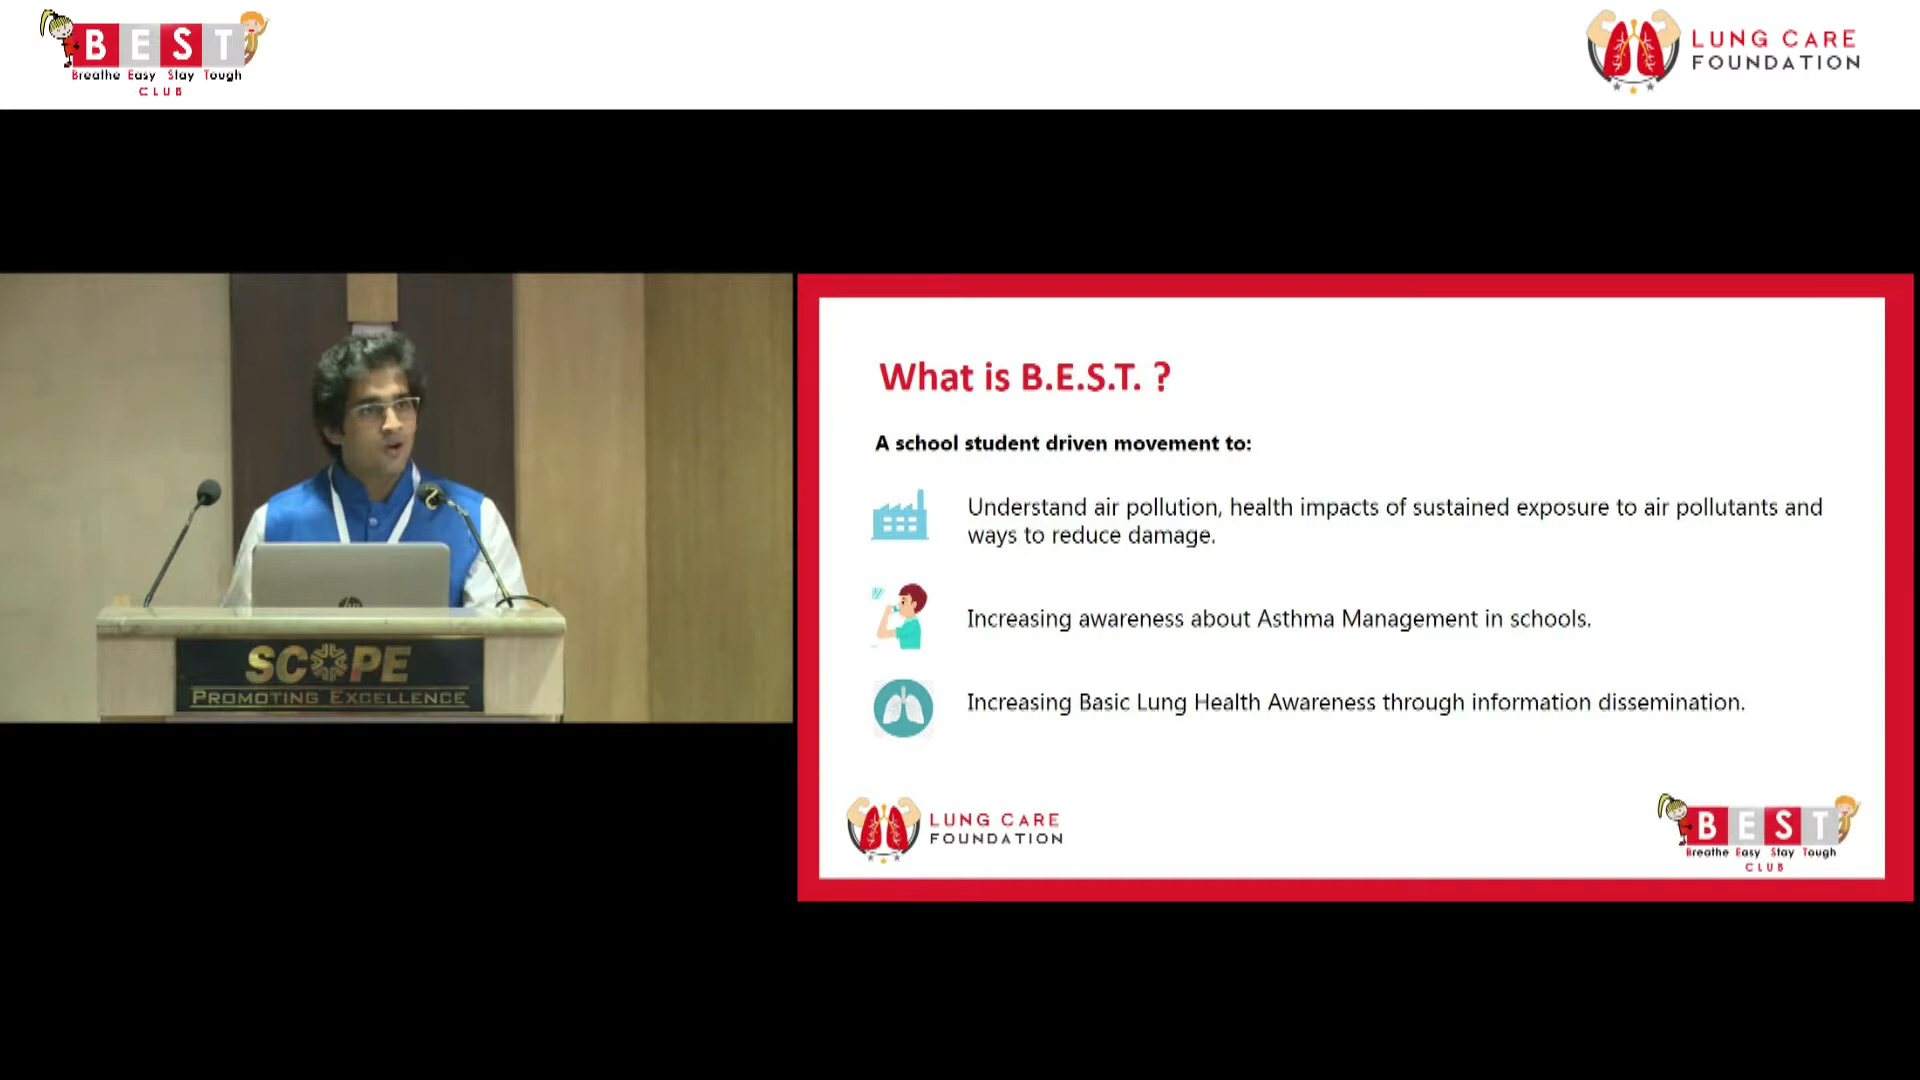 BEST
Breathe Easy Stay Tough
CLUB
LUNG CARE
FOUNDATION
SCOPE
PROMOTING EXCELLENCE
hp
What is B.E.S.T. ?
A school student driven movement to:
Understand air pollution, health impacts of sustained exposure to air pollutants and
ways to reduce damage.
Increasing awareness about Asthma Management in schools.
Increasing Basic Lung Health Awareness through information dissemination.
LUNG CARE
FOUNDATION
BEST
Breathe Easy Stay Tough
CLUB